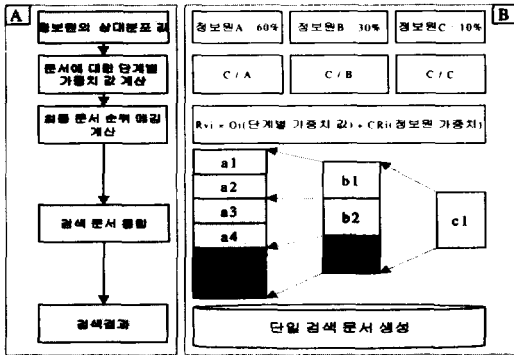 A
정보원의 상대분포 값
문서에 대한 단계별
가중치 값 계산
최종 문서 순위 매김
계산
검색 문서 통합
검색결과
B
정보원A 60%
정보원B 30%
정보원C 10%
C / A
C / B
C / C
Rvi = Oi(단계별 가중치 값) + CRi(정보원 가중치)
a1
a2
a3
a4
b1
b2
c1
단일 검색 문서 생성